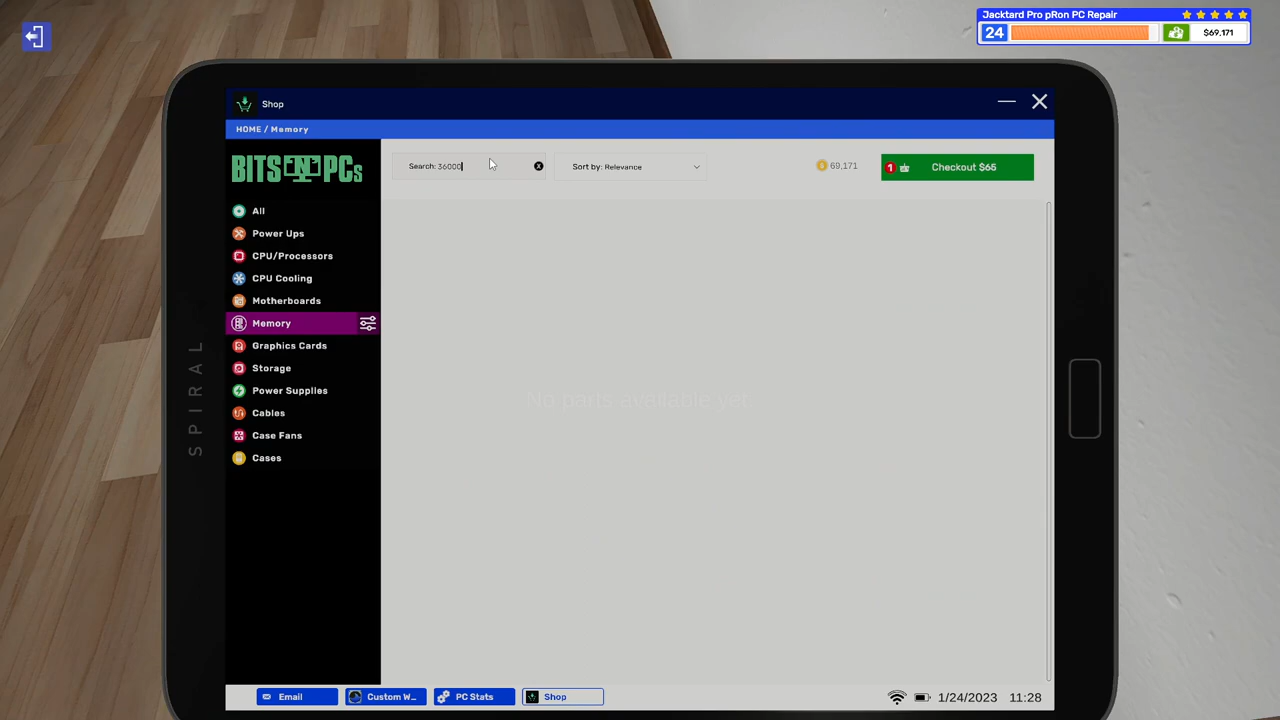 Jacktard Pro pRon PC Repair
24
$69,171
Shop
HOME / Memory
BITS N PCs
Search: 36000
x
Sort by: Relevance
69,171
1
Checkout $65
All
Power Ups
CPU/Processors
CPU Cooling
Motherboards
Memory
Graphics Cards
Storage
Power Supplies
Cables
Case Fans
Cases
No parts available yet
SPIRAL
Email
Custom W...
PC Stats
Shop
1/24/2023
11:28